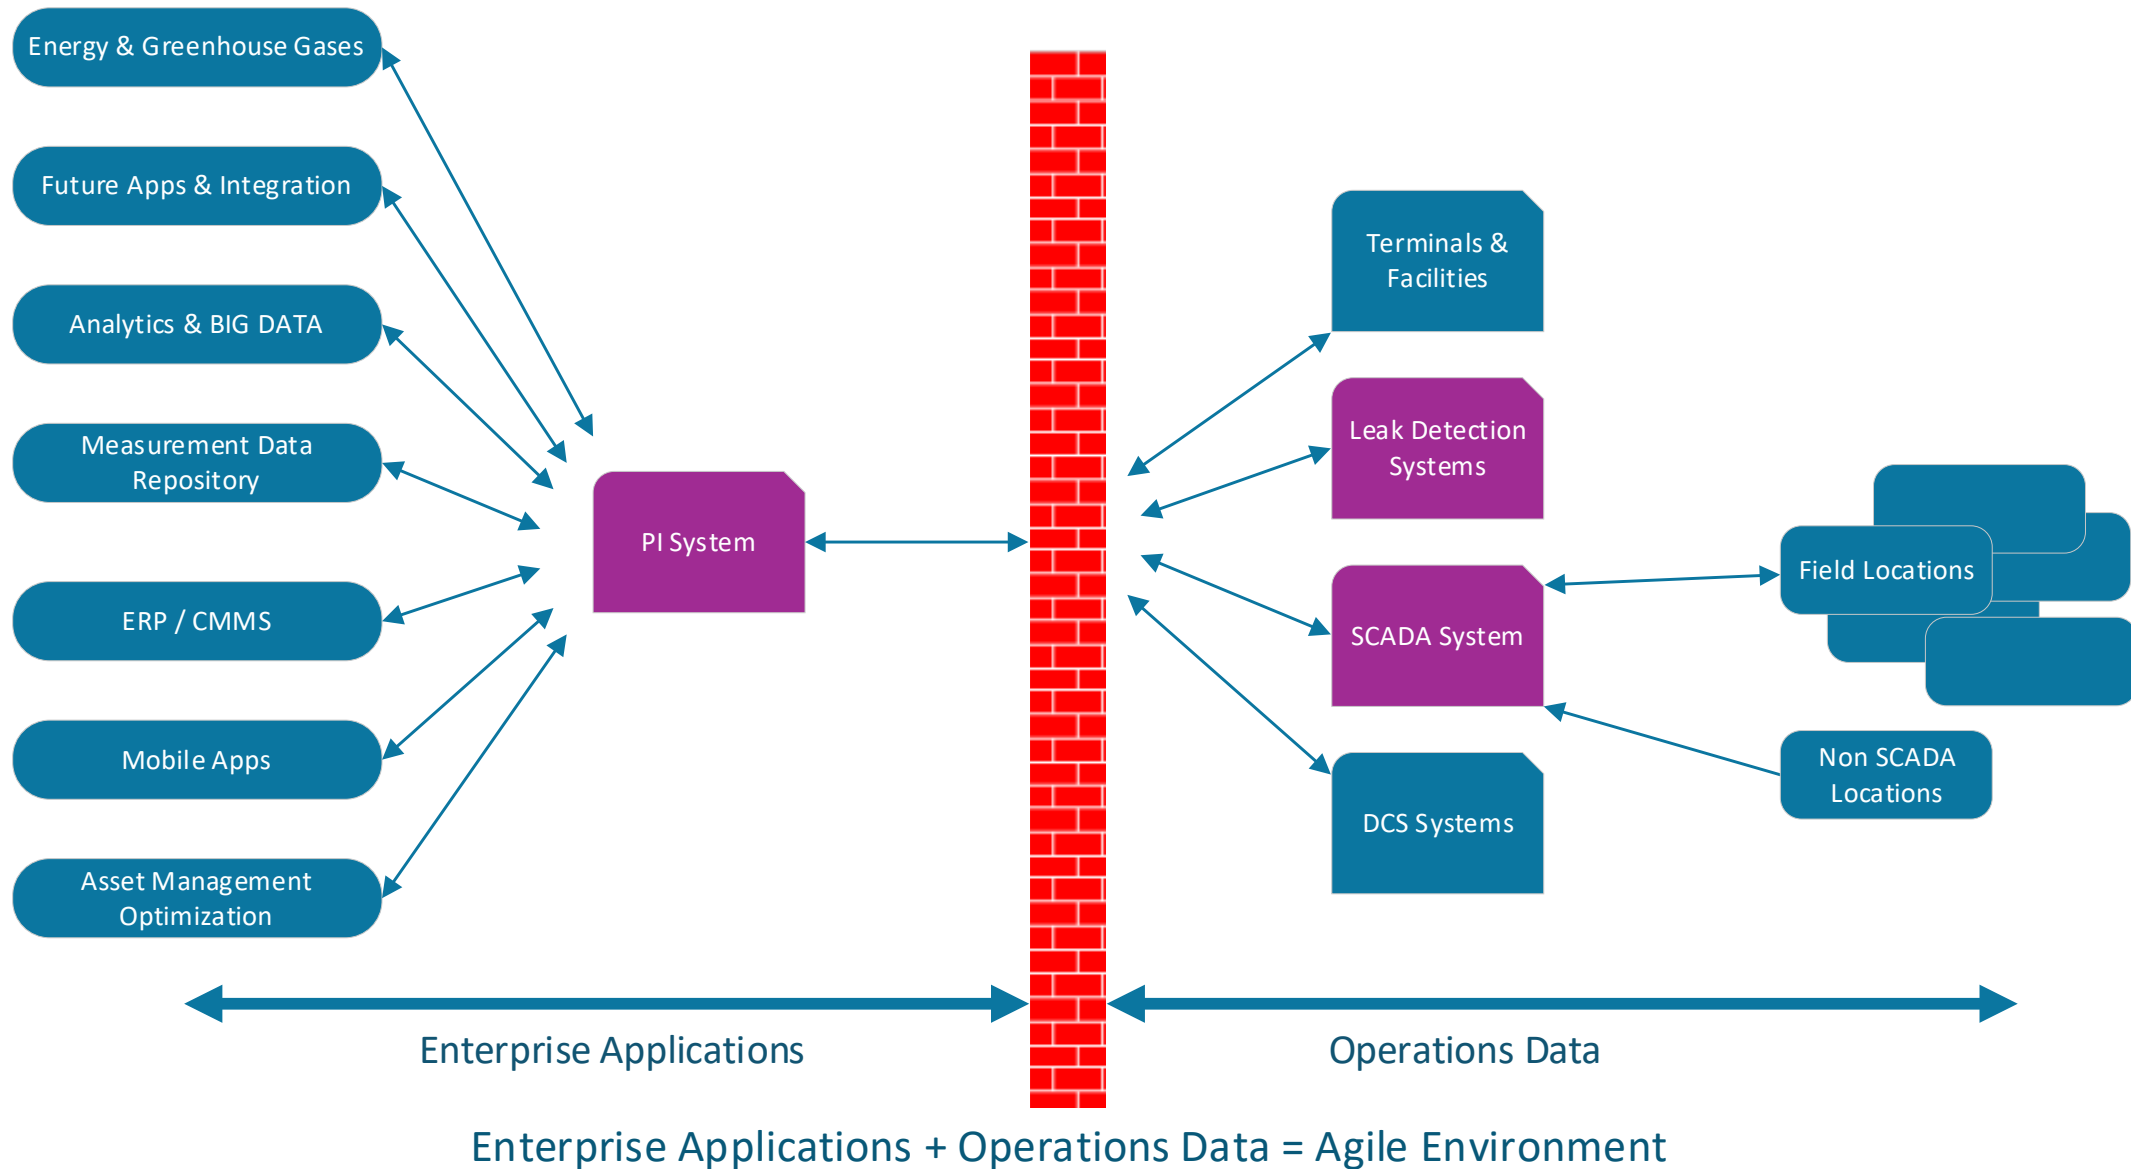 Energy & Greenhouse Gases
Future Apps & Integration
Analytics & BIG DATA
Measurement Data
Repository
ERP / CMMS
Mobile Apps
Asset Management
Optimization
PI System
Terminals &
Facilities
Leak Detection
Systems
SCADA System
DCS Systems
Field Locations
Non SCADA
Locations
Enterprise Applications
Operations Data
Enterprise Applications + Operations Data = Agile Environment